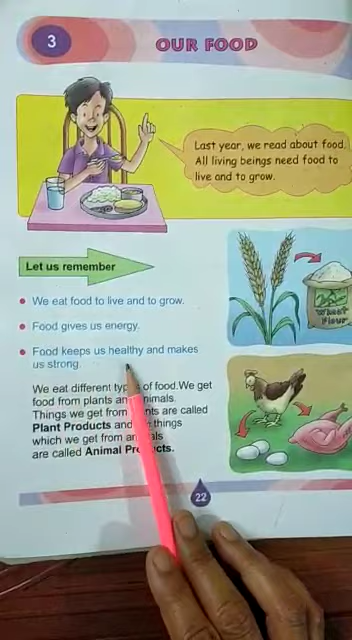 3
OUR FOOD
Last year, we read about food.
All living beings need food to
live and to grow.
Let us remember
We eat food to live and to grow.
Food gives us energy.
Food keeps us healthy and makes
us strong.
Wheat
Flour
We eat different of food. We get
food from plants animals.
Things we get from are called
Plant Products things
which we get from
are called Animal
22